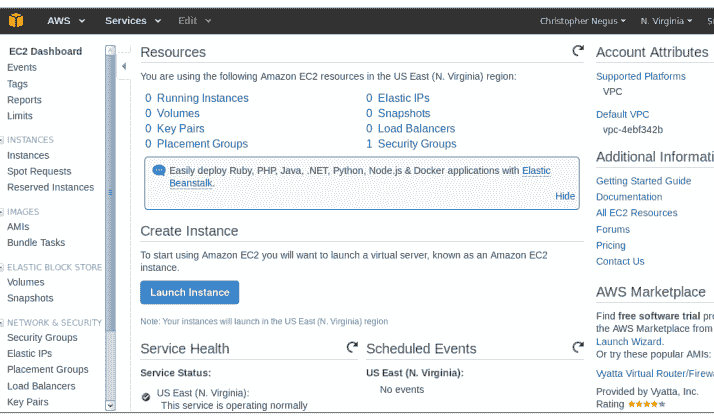 AWS Services Edit Christopher Negus N. Virginia
EC2 Dashboard
Events
Tags
Reports
Limits
INSTANCES
Instances
Spot Requests
Reserved Instances
IMAGES
AMIs
Bundle Tasks
ELASTIC BLOCK STORE
Volumes
Snapshots
NETWORK & SECURITY
Security Groups
Elastic IPs
Placement Groups
Load Balancers
Key Pairs
Resources
You are using the following Amazon EC2 resources in the US East (N. Virginia) region:
0 Running Instances 0 Elastic IPs
0 Volumes 0 Snapshots
0 Key Pairs 0 Load Balancers
0 Placement Groups 1 Security Groups
Easily deploy Ruby, PHP, Java, .NET, Python, Node.js & Docker applications with Elastic
Beanstalk.
Hide
Create Instance
To start using Amazon EC2 you will want to launch a virtual server, known as an Amazon EC2
instance.
Launch Instance
Note: Your instances will launch in the US East (N. Virginia) region
Service Health
Service Status:
US East (N. Virginia):
This service is operating normally
Scheduled Events
US East (N. Virginia):
No events
Account Attributes
Supported Platforms
VPC
Default VPC
vpc-4ebf342b
Additional Informati
Getting Started Guide
Documentation
All EC2 Resources
Forums
Pricing
Contact Us
AWS Marketplace
Find free software trial pr
the AWS Marketplace from
Launch Wizard.
Or try these popular AMIs:
Vyatta Virtual Router/Firewa
Provided by Vyatta, Inc.
Rating